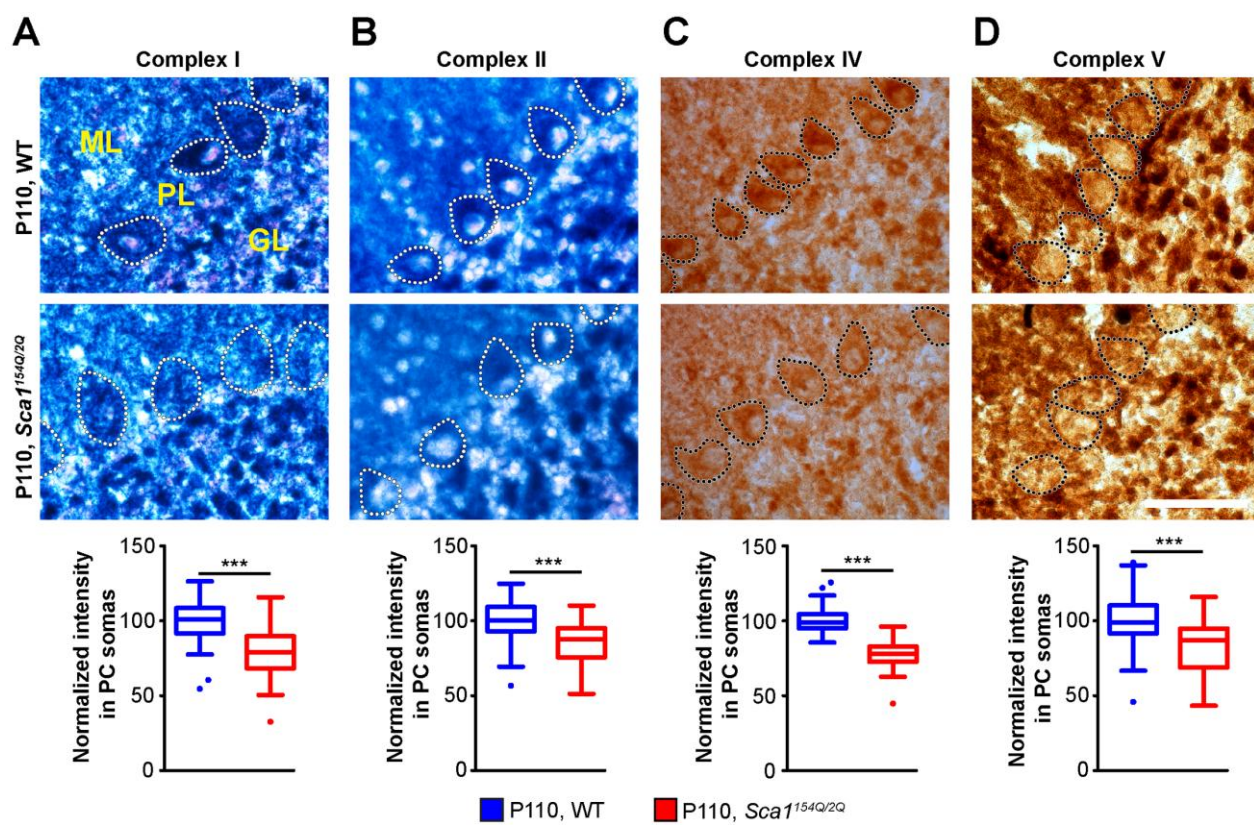 A
B
C
D
Complex I
Complex II
Complex IV
Complex V
P110, WT
ML
PL
GL
P110, Sca1154Q/2Q
Normalized intensity
in PC somas
150
100
50
0
***
Normalized intensity
in PC somas
150
100
50
0
***
Normalized intensity
in PC somas
150
100
50
0
***
Normalized intensity
in PC somas
150
100
50
0
***
P110, WT
P110, Sca1154Q/2Q